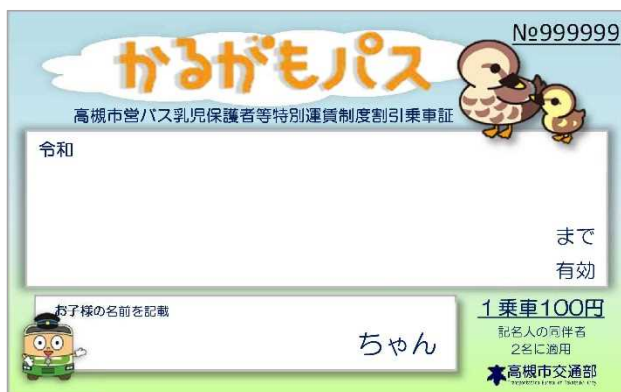 №999999
かるがもパス
高槻市営バス乳児保護者等特別運賃制度割引乗車証
令和
まで
有効
お子様の名前を記載
ちゃん
1乗車100円
記名人の同伴者
2名に適用
高槻市交通部